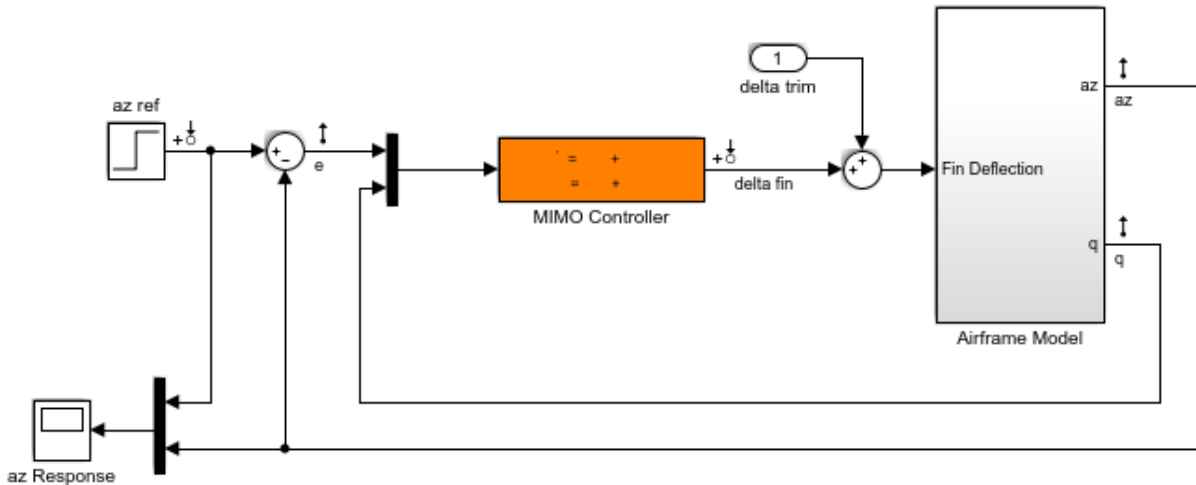 1
delta trim
az ref
+
+
−
e
' = +
= +
MIMO Controller
+
delta fin
+
+
Fin Deflection
az
az
q
q
Airframe Model
az Response